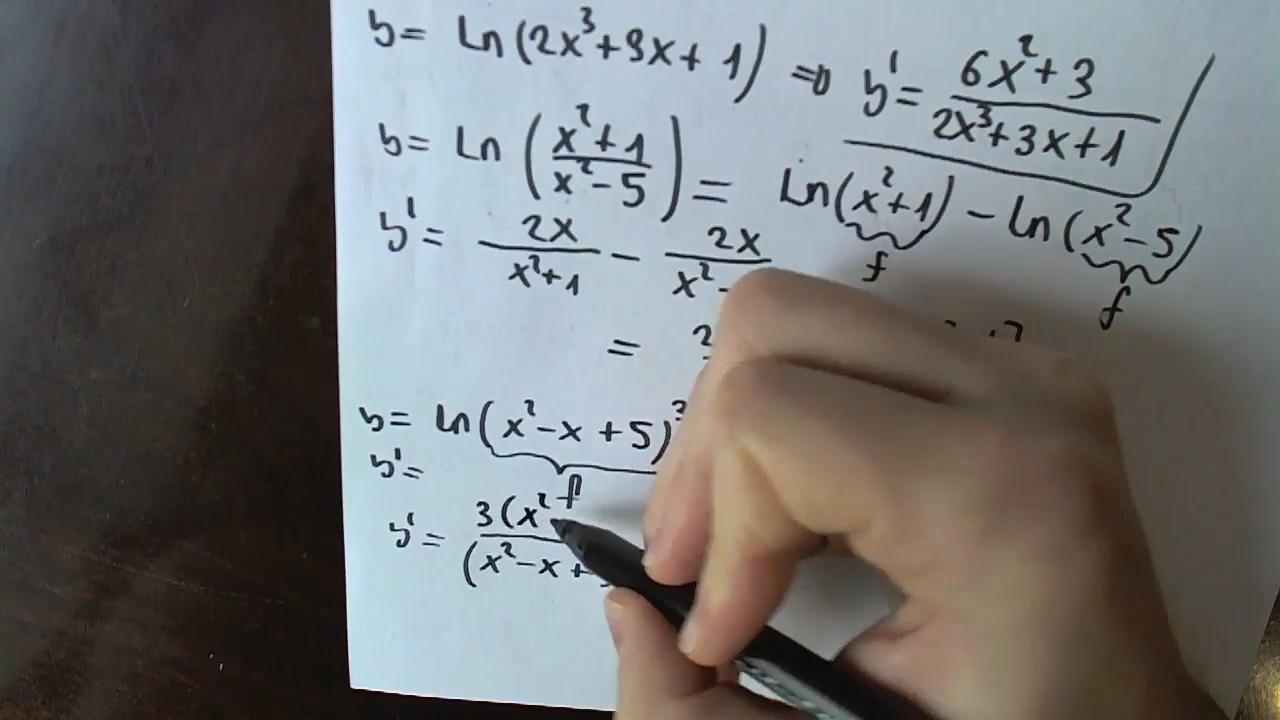 y = ln(2x³+3x+1) ⇒ y' = (6x²+3)/(2x³+3x+1)
y = ln((x²+1)/(x²-5)) = ln(x²+1) - ln(x²-5)
f f
y' = 2x/(x²+1) - 2x/(x²-
= 2
y = ln(x²-x+5)³
y' =
f
y' = 3(x²/(x²-x+